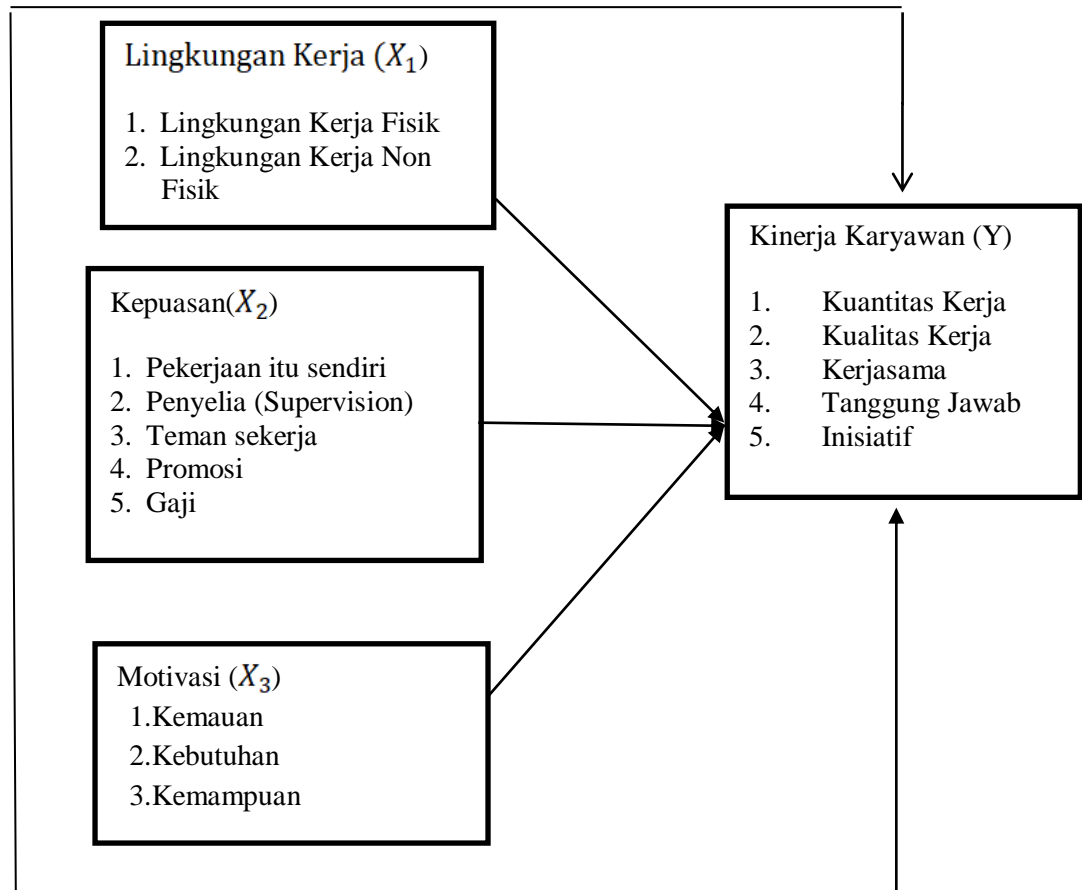 Lingkungan Kerja (X₁)
1. Lingkungan Kerja Fisik
2. Lingkungan Kerja Non
Fisik
Kepuasan(X₂)
1. Pekerjaan itu sendiri
2. Penyelia (Supervision)
3. Teman sekerja
4. Promosi
5. Gaji
Motivasi (X₃)
1.Kemauan
2.Kebutuhan
3.Kemampuan
Kinerja Karyawan (Y)
1. Kuantitas Kerja
2. Kualitas Kerja
3. Kerjasama
4. Tanggung Jawab
5. Inisiatif